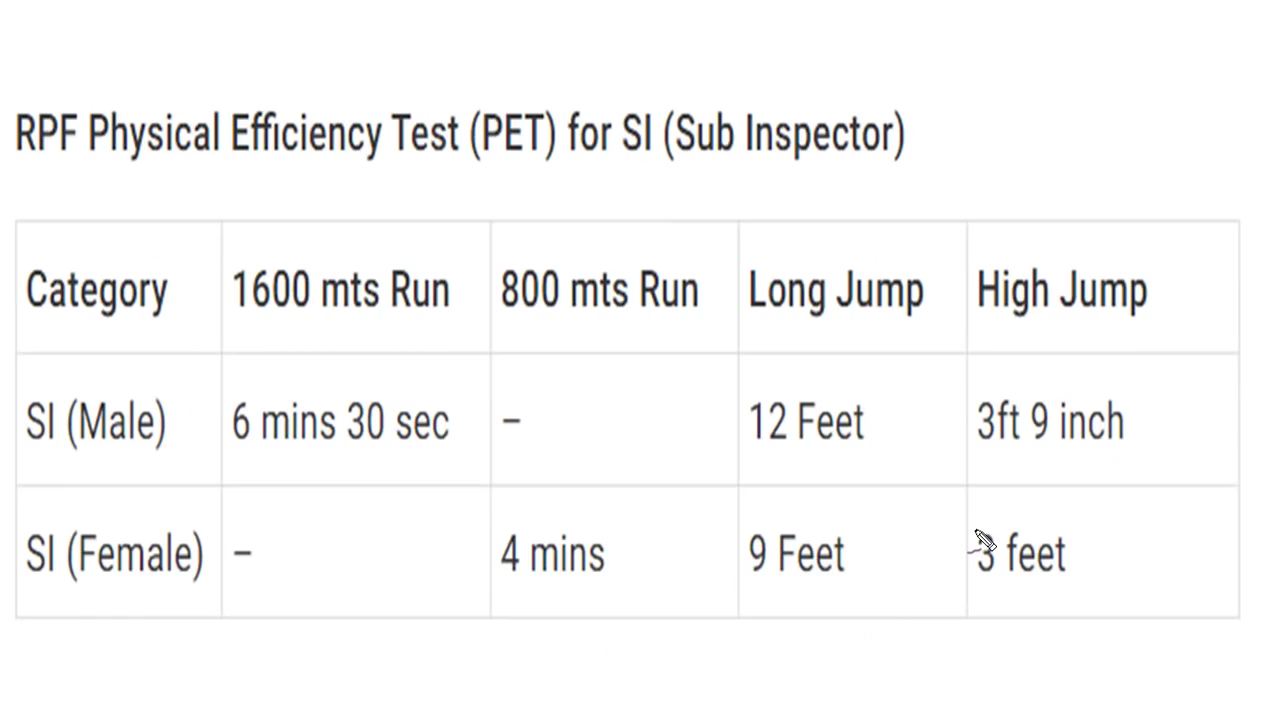 RPF Physical Efficiency Test (PET) for SI (Sub Inspector)
Category 1600 mts Run 800 mts Run Long Jump High Jump
SI (Male) 6 mins 30 sec – 12 Feet 3ft 9 inch
SI (Female) – 4 mins 9 Feet 3 feet